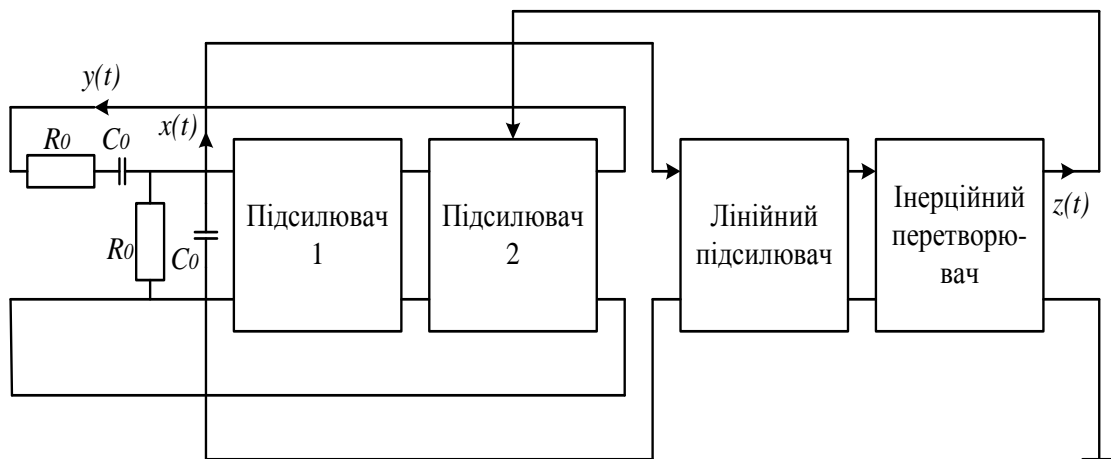 y(t)
x(t)
R0
C0
R0
C0
Підсилювач
1
Підсилювач
2
Лінійний
підсилювач
Інерційний
перетворю-
вач
z(t)